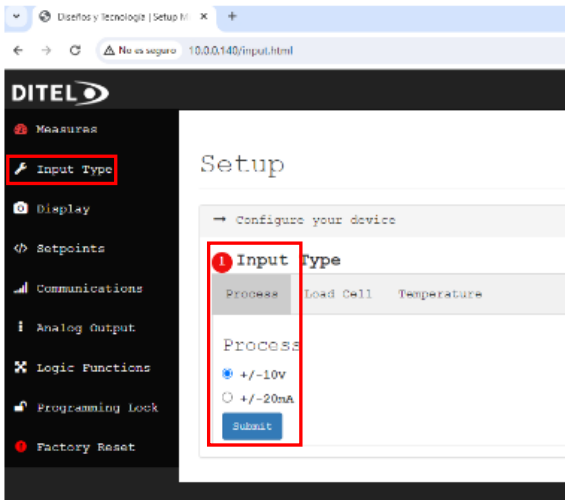 Diseños y Tecnología | Setup M
No es seguro 10.0.0.140/input.html
DITEL
Measures
Input Type
Display
Setpoints
Communications
Analog Output
Logic Functions
Programming Lock
Factory Reset
Setup
→ Configure your device
1 Input Type
Process Load Cell Temperature
Process
+/-10V
+/-20mA
Submit